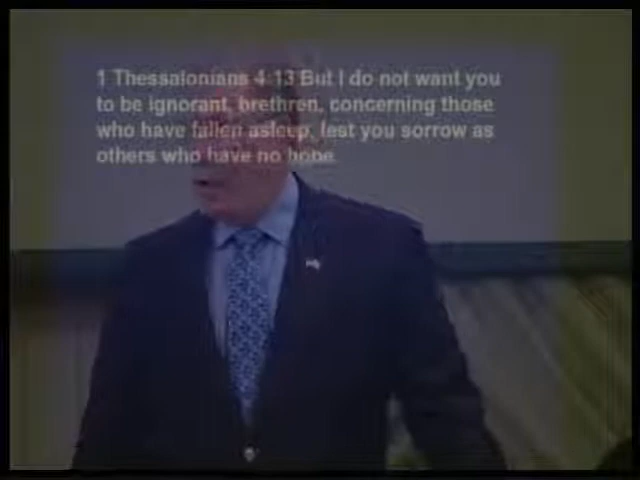 1 Thessalonians 4:13 But I do not want you
to be ignorant, brethren, concerning those
who have fallen asleep, lest you sorrow as
others who have no hope.